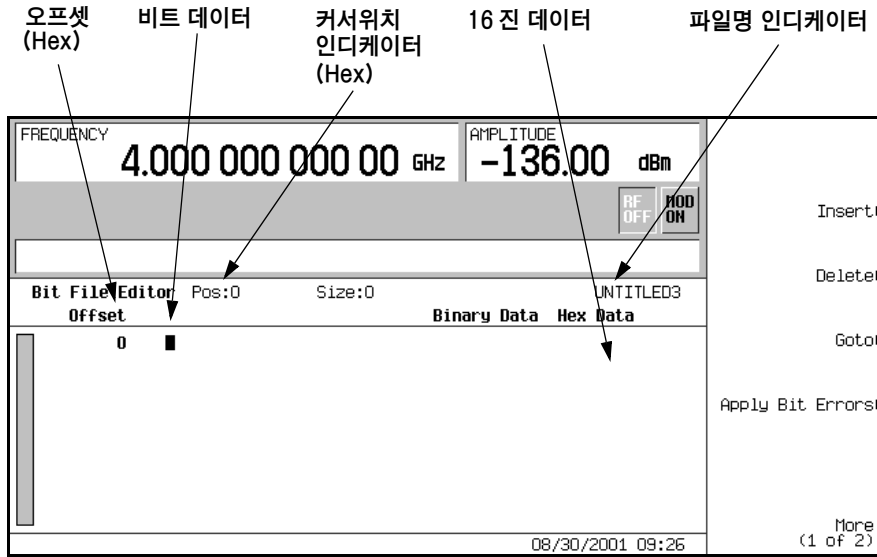 오프셋
(Hex)
비트 데이터
커서위치
인디케이터
(Hex)
16 진 데이터
파일명 인디케이터
FREQUENCY
4.000 000 000 00 GHz
AMPLITUDE
-136.00 dBm
RF
OFF
MOD
ON
Bit File Editor Pos:0 Size:0 UNTITLED3
Offset Binary Data Hex Data
0
08/30/2001 09:26
Insert
Delete
Goto
Apply Bit Errors
More
(1 of 2)